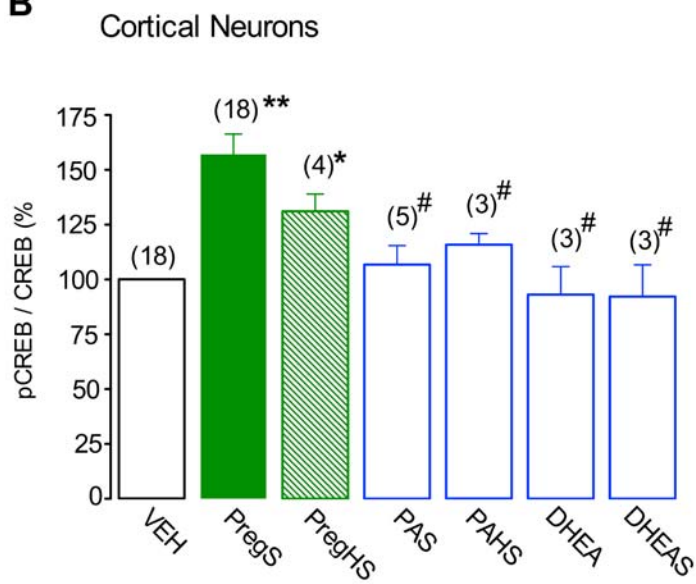 B
Cortical Neurons
pCREB / CREB (%
175
150
125
100
75
50
25
0
(18)
(18) **
(4)*
(5)#
(3)#
(3)#
(3)#
VEH
PregS
PregHS
PAS
PAHS
DHEA
DHEAS